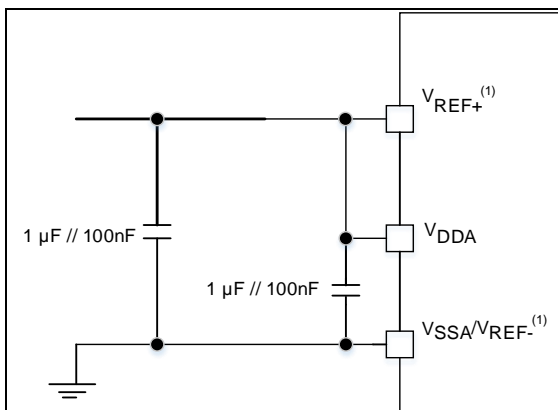 VREF+(1)
1 µF // 100nF
VDDA
1 µF // 100nF
VSSA/VREF-(1)